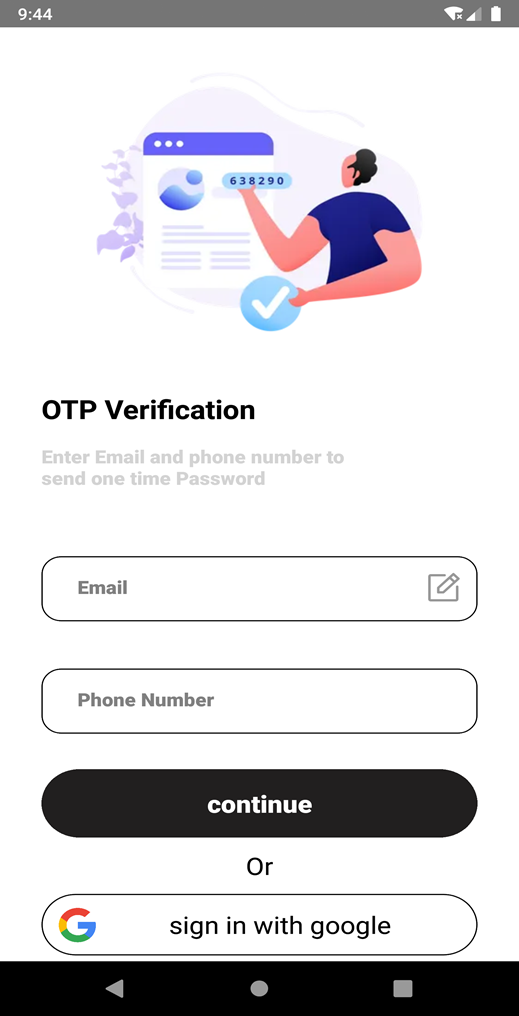 9:44
638290
OTP Verification
Enter Email and phone number to
send one time Password
Email
Phone Number
continue
Or
sign in with google